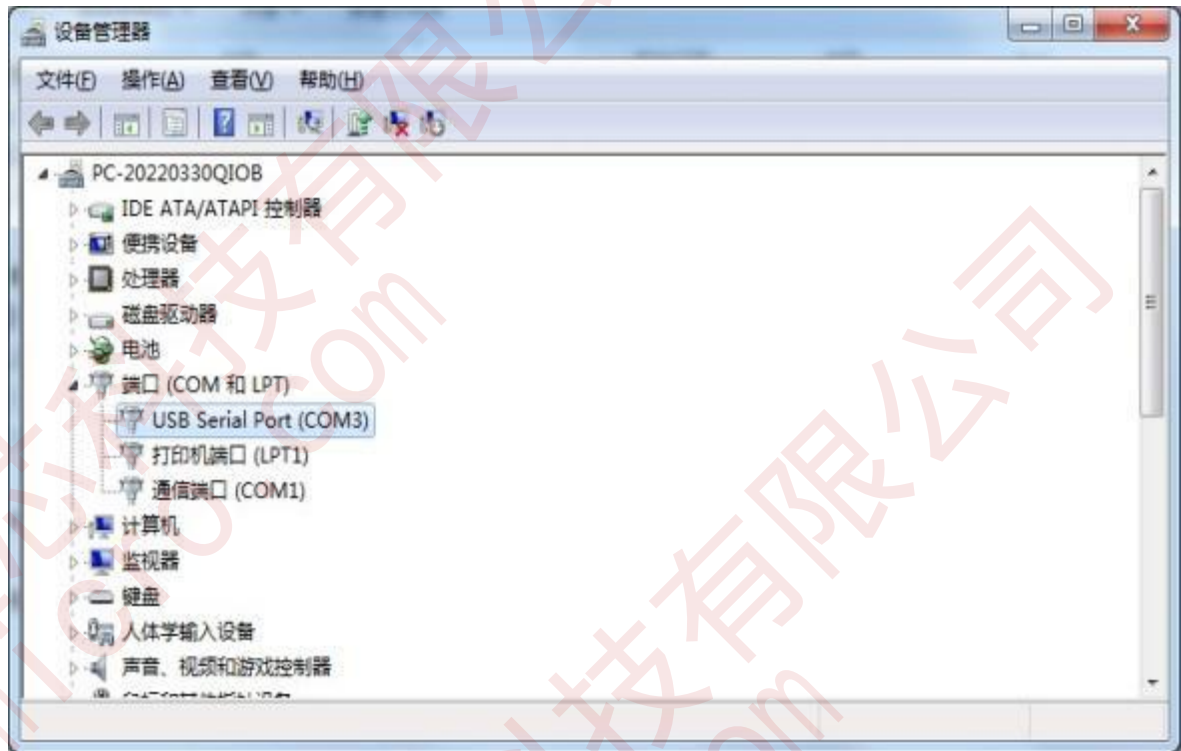 设备管理器
文件(F) 操作(A) 查看(V) 帮助(H)
PC-20220330QIOB
IDE ATA/ATAPI 控制器
便携设备
处理器
磁盘驱动器
电池
端口 (COM 和 LPT)
USB Serial Port (COM3)
打印机端口 (LPT1)
通信端口 (COM1)
计算机
监视器
键盘
人体学输入设备
声音、视频和游戏控制器